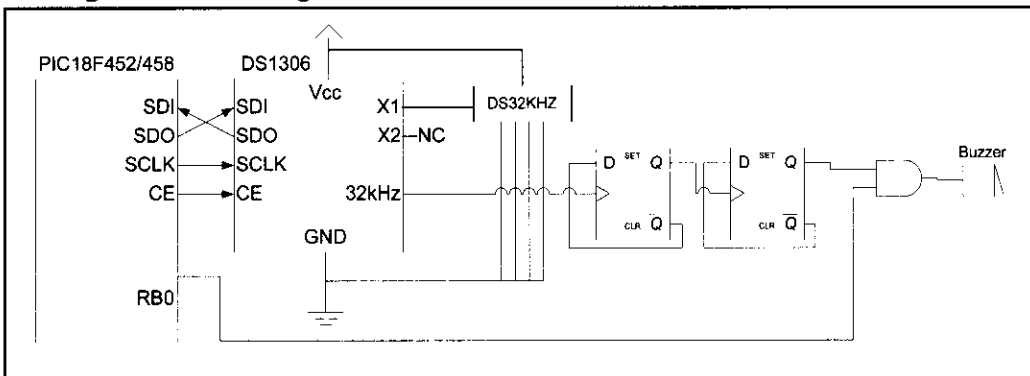 PIC18F452/458
DS1306
Vcc
SDI
SDI
X1
DS32KHZ
SDO
SDO
X2
NC
SCLK
SCLK
CE
CE
32kHz
D SET Q
CLR Q
D SET Q
CLR Q
Buzzer
GND
RB0